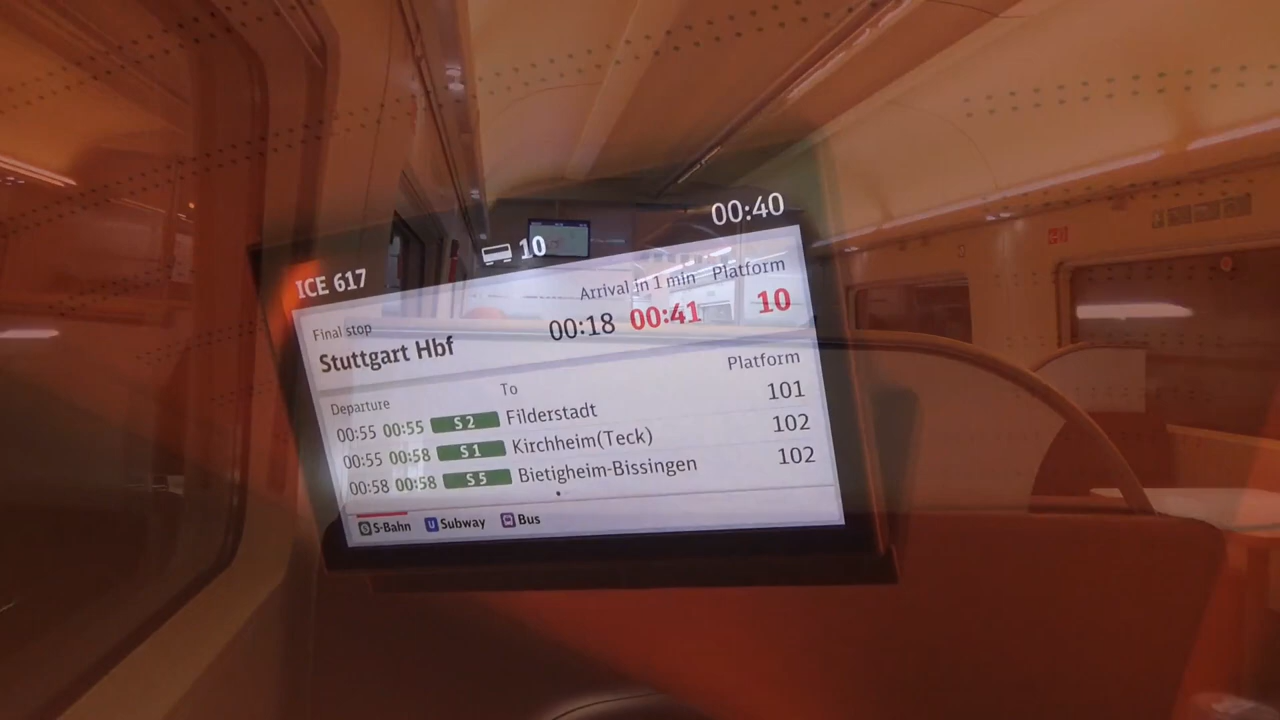 ICE 617 10 00:40
Final stop Arrival in 1 min Platform
Stuttgart Hbf 00:18 00:41 10
Departure To Platform
00:55 00:55 S 2 Filderstadt 101
00:55 00:58 S 1 Kirchheim(Teck) 102
00:58 00:58 S 5 Bietigheim-Bissingen 102
S S-Bahn U Subway Bus